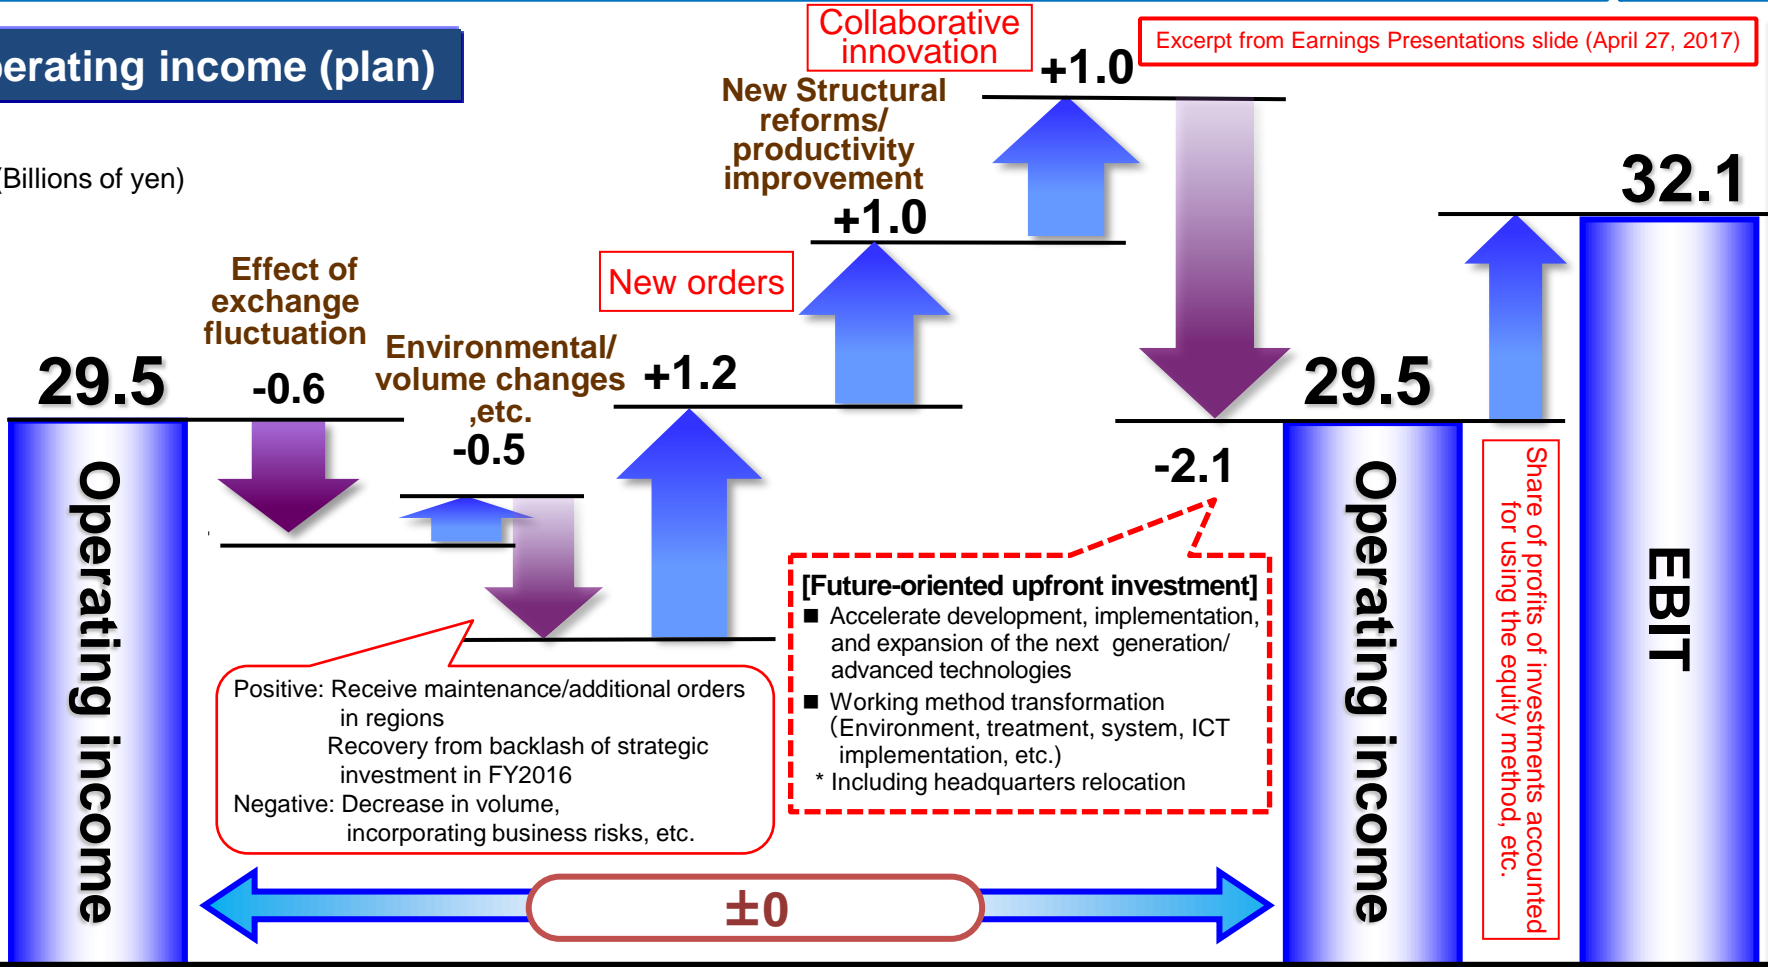 perating income (plan)
Excerpt from Earnings Presentations slide (April 27, 2017)
(Billions of yen)
29.5
Operating income
Effect of
exchange
fluctuation
-0.6
Environmental/
volume changes
,etc.
-0.5
New orders
+1.2
New Structural
reforms/
productivity
improvement
+1.0
Collaborative
innovation
+1.0
-2.1
29.5
Operating income
Share of profits of investments accounted
for using the equity method, etc.
32.1
EBIT
Positive: Receive maintenance/additional orders
in regions
Recovery from backlash of strategic
investment in FY2016
Negative: Decrease in volume,
incorporating business risks, etc.
[Future-oriented upfront investment]
■ Accelerate development, implementation,
and expansion of the next generation/
advanced technologies
■ Working method transformation
（Environment, treatment, system, ICT
implementation, etc.)
* Including headquarters relocation
±0